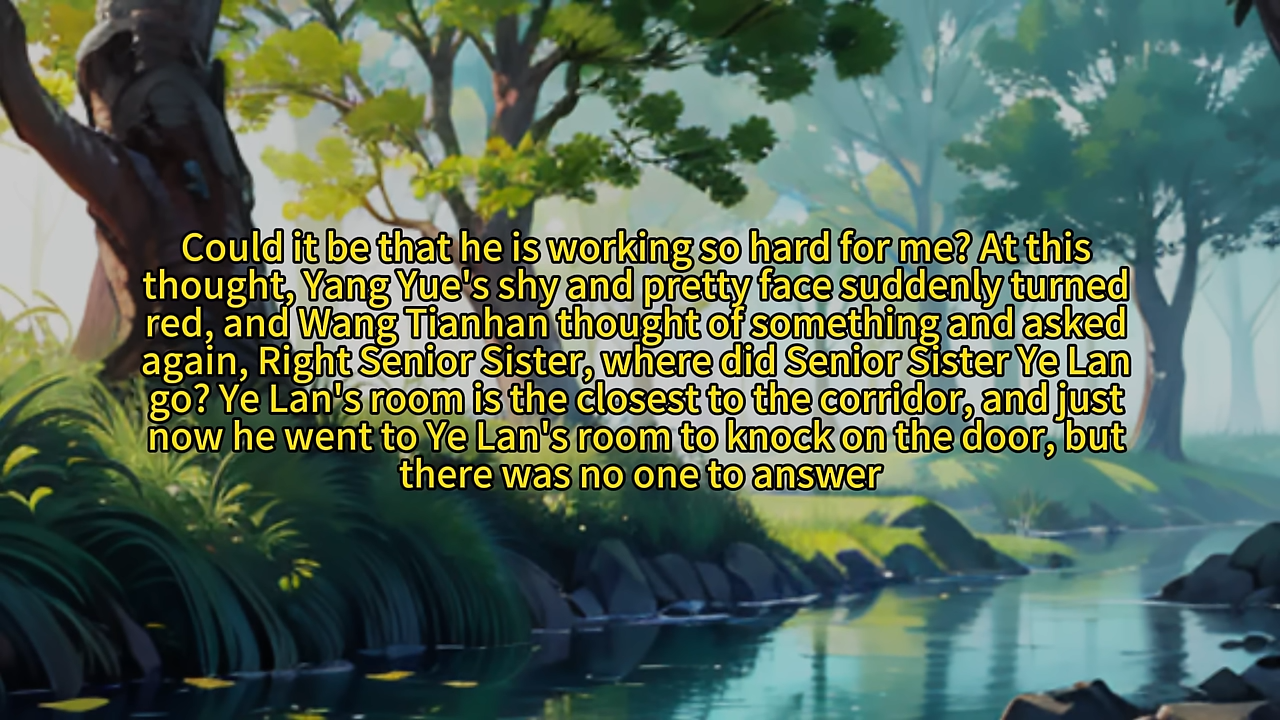 Could it be that he is working so hard for me? At this
thought, Yang Yue's shy and pretty face suddenly turned
red, and Wang Tianhan thought of something and asked
again, Right Senior Sister, where did Senior Sister Ye Lan
go? Ye Lan's room is the closest to the corridor, and just
now he went to Ye Lan's room to knock on the door, but
there was no one to answer